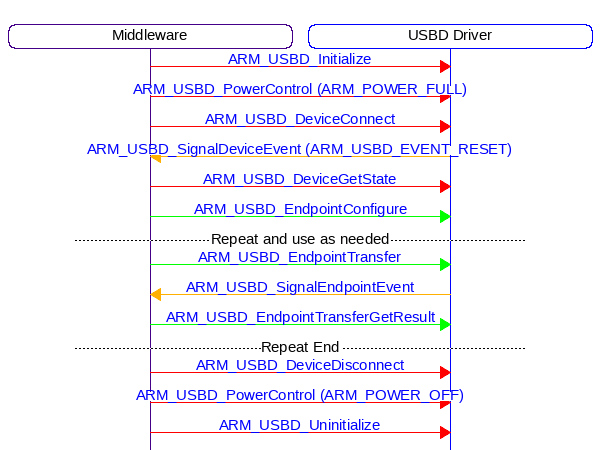 Middleware
USBD Driver
ARM_USBD_Initialize
ARM_USBD_PowerControl (ARM_POWER_FULL)
ARM_USBD_DeviceConnect
ARM_USBD_SignalDeviceEvent (ARM_USBD_EVENT_RESET)
ARM_USBD_DeviceGetState
ARM_USBD_EndpointConfigure
Repeat and use as needed
ARM_USBD_EndpointTransfer
ARM_USBD_SignalEndpointEvent
ARM_USBD_EndpointTransferGetResult
Repeat End
ARM_USBD_DeviceDisconnect
ARM_USBD_PowerControl (ARM_POWER_OFF)
ARM_USBD_Uninitialize